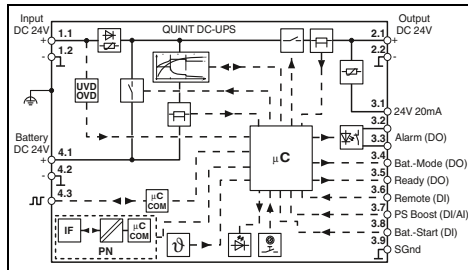 Input
DC 24V
1.1
+
1.2
-
QUINT DC-UPS
2.1
+
2.2
-
Output
DC 24V
UVD
OVD
3.1
24V 20mA
3.2
3.3
Alarm (DO)
3.4
Bat.-Mode (DO)
3.5
Ready (DO)
3.6
Remote (DI)
3.7
PS Boost (DI/AI)
3.8
Bat.-Start (DI/AI)
3.9
SGnd
Battery
DC 24V
4.1
+
4.2
-
4.3
µC
µC
COM
IF
µC
COM
PN
ϑ